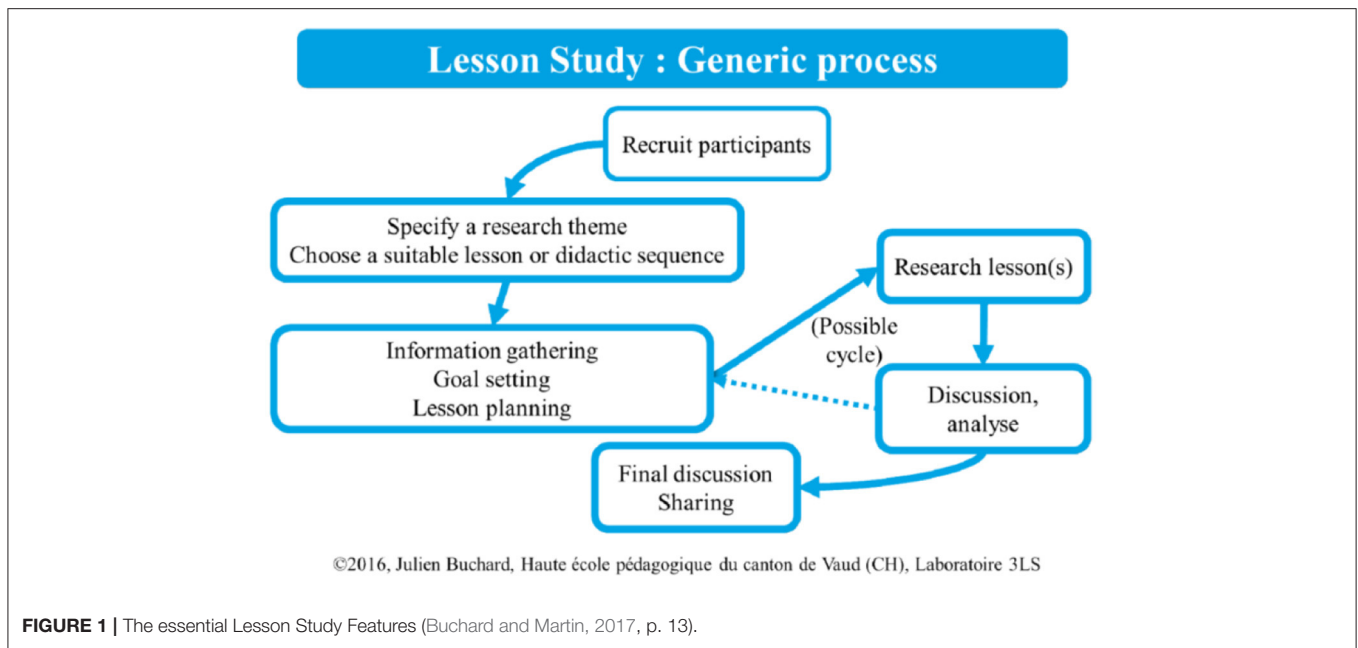 Lesson Study : Generic process
Recruit participants
Specify a research theme
Choose a suitable lesson or didactic sequence
Research lesson(s)
(Possible
cycle)
Information gathering
Goal setting
Lesson planning
Discussion,
analyse
Final discussion
Sharing
©2016, Julien Buchard, Haute école pédagogique du canton de Vaud (CH), Laboratoire 3LS
FIGURE 1 | The essential Lesson Study Features (Buchard and Martin, 2017, p. 13).